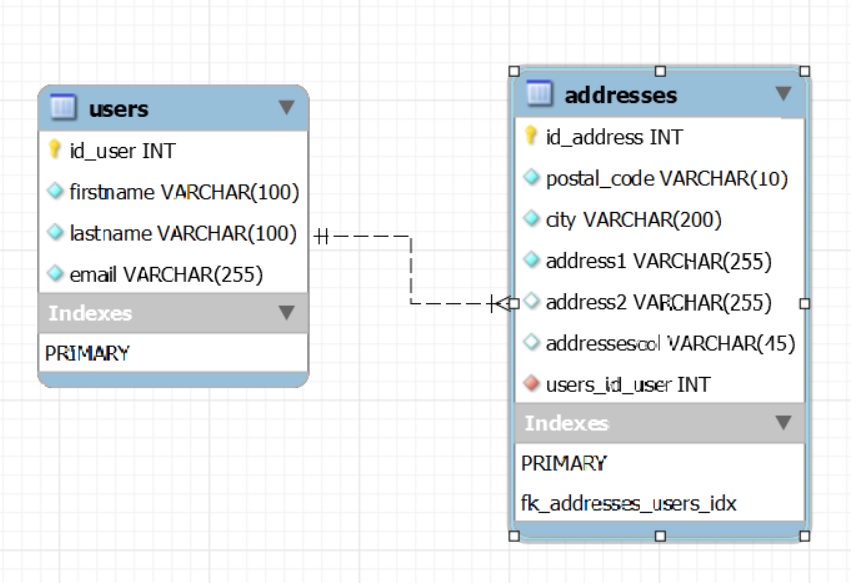 users
id_user INT
firstname VARCHAR(100)
lastname VARCHAR(100)
email VARCHAR(255)
Indexes
PRIMARY
addresses
id_address INT
postal_code VARCHAR(10)
city VARCHAR(200)
address1 VARCHAR(255)
address2 VARCHAR(255)
addressescol VARCHAR(45)
users_id_user INT
Indexes
PRIMARY
fk_addresses_users_idx